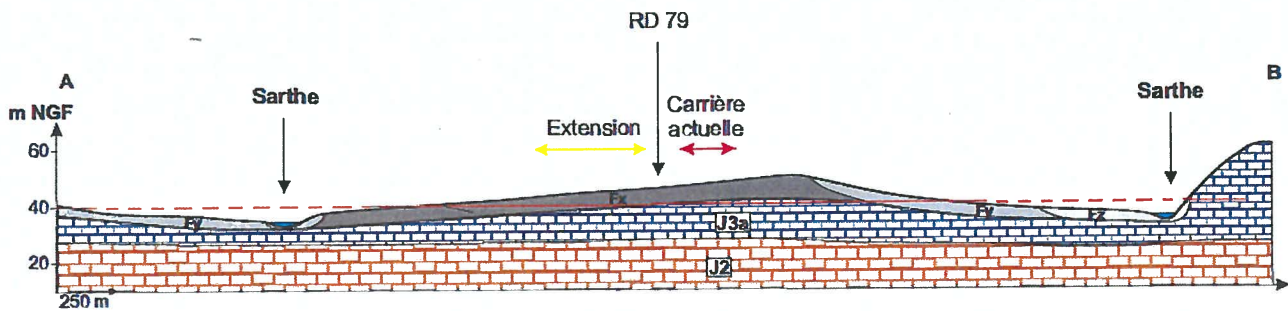 RD 79
A
B
m NGF
Sarthe
Sarthe
Extension
Carrière
actuelle
60
40
20
Fy
Fx
Fy
Fz
J3a
J2
250 m